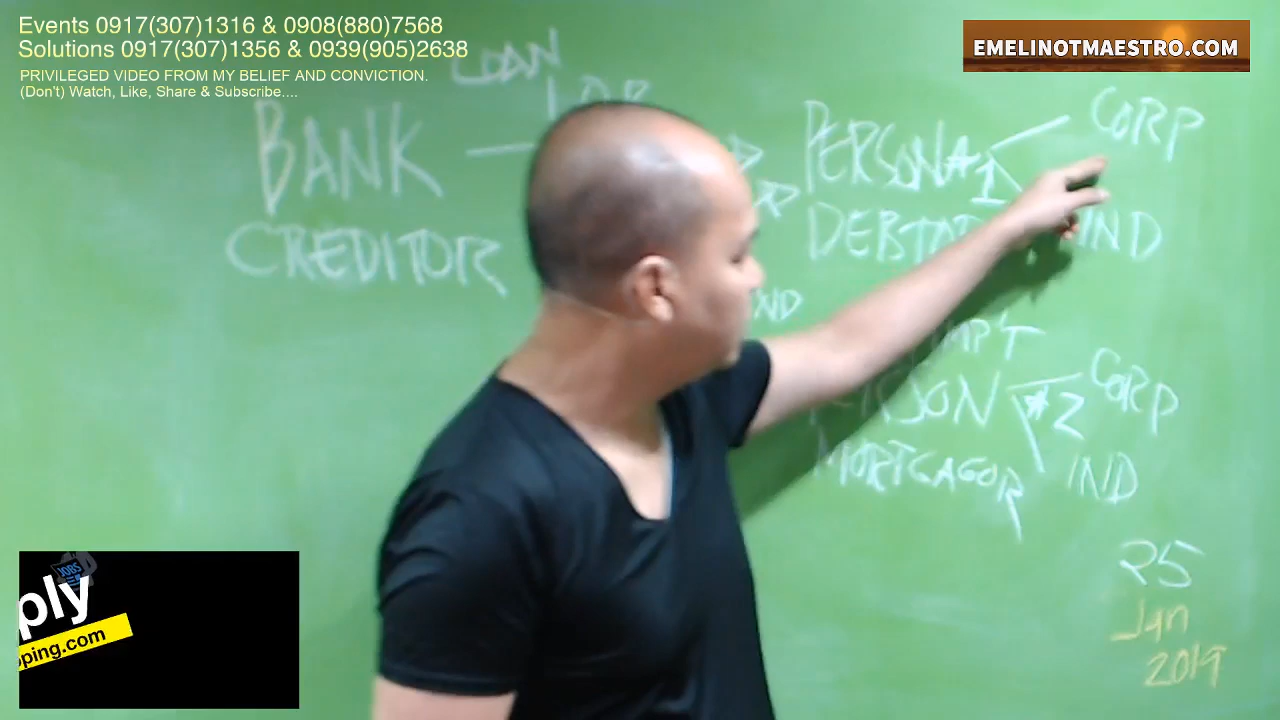 Events 0917(307)1316 & 0908(880)7568
Solutions 0917(307)1356 & 0939(905)2638
PRIVILEGED VIDEO FROM MY BELIEF AND CONVICTION.
(Don't) Watch, Like, Share & Subscribe....
EMELINOTMAESTRO.COM
LOAN
BANK
CREDITOR
PERSON
1
CORP
IND
IND
PERSON #2
CORP
MORTGAGOR
IND
25
Jan
2019
JOBS
ply
ping.com